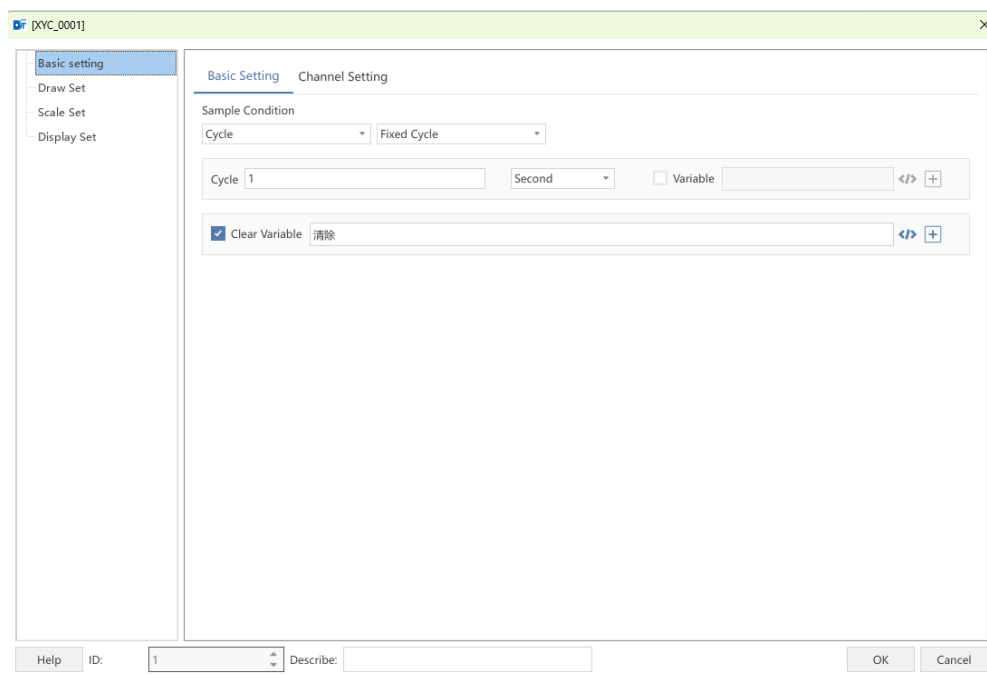 DT [XYC_0001]
Basic setting
Draw Set
Scale Set
Display Set
Basic Setting Channel Setting
Sample Condition
Cycle Fixed Cycle
Cycle 1 Second Variable </> +
Clear Variable 清除 </> +
Help ID: 1 Describe: OK Cancel